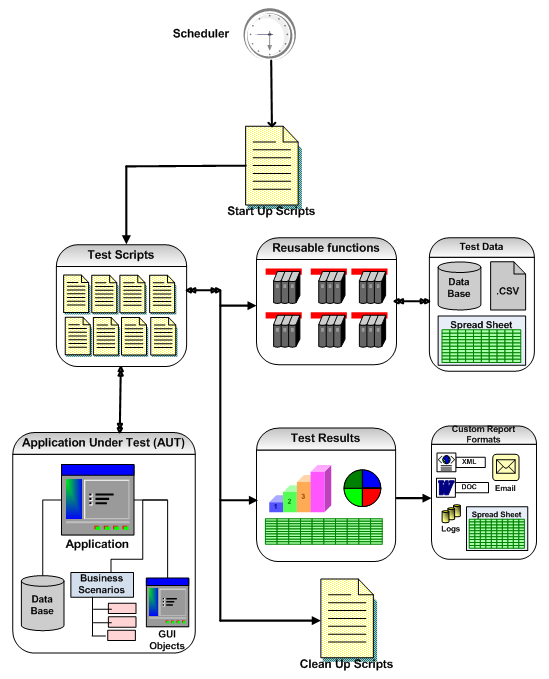 Scheduler
Start Up Scripts
Test Scripts
Reusable functions
Test Data
Data
Base
.CSV
Spread Sheet
Application Under Test (AUT)
Application
Data
Base
Business
Scenarios
GUI
Objects
Test Results
1
2
3
Custom Report
Formats
XML
DOC
Email
Logs
Spread Sheet
Clean Up Scripts